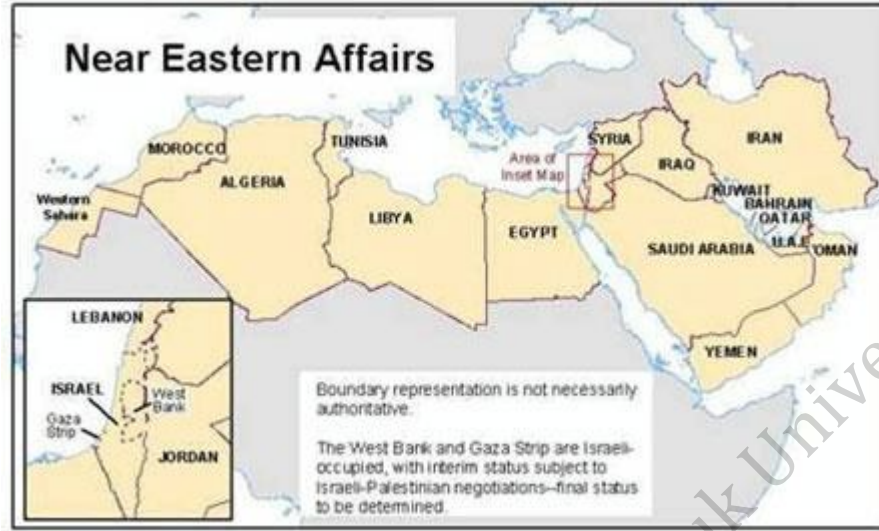 Near Eastern Affairs
MOROCCO
TUNISIA
ALGERIA
Western
Sahara
LIBYA
EGYPT
Area of
Inset Map
SYRIA
IRAQ
IRAN
KUWAIT
BAHRAIN
QATAR
U.A.E
OMAN
SAUDI ARABIA
YEMEN
LEBANON
ISRAEL
West
Bank
Gaza
Strip
JORDAN
Boundary representation is not necessarily
authoritative.
The West Bank and Gaza Strip are Israeli-
occupied, with interim status subject to
Israeli-Palestinian negotiations--final status
to be determined.